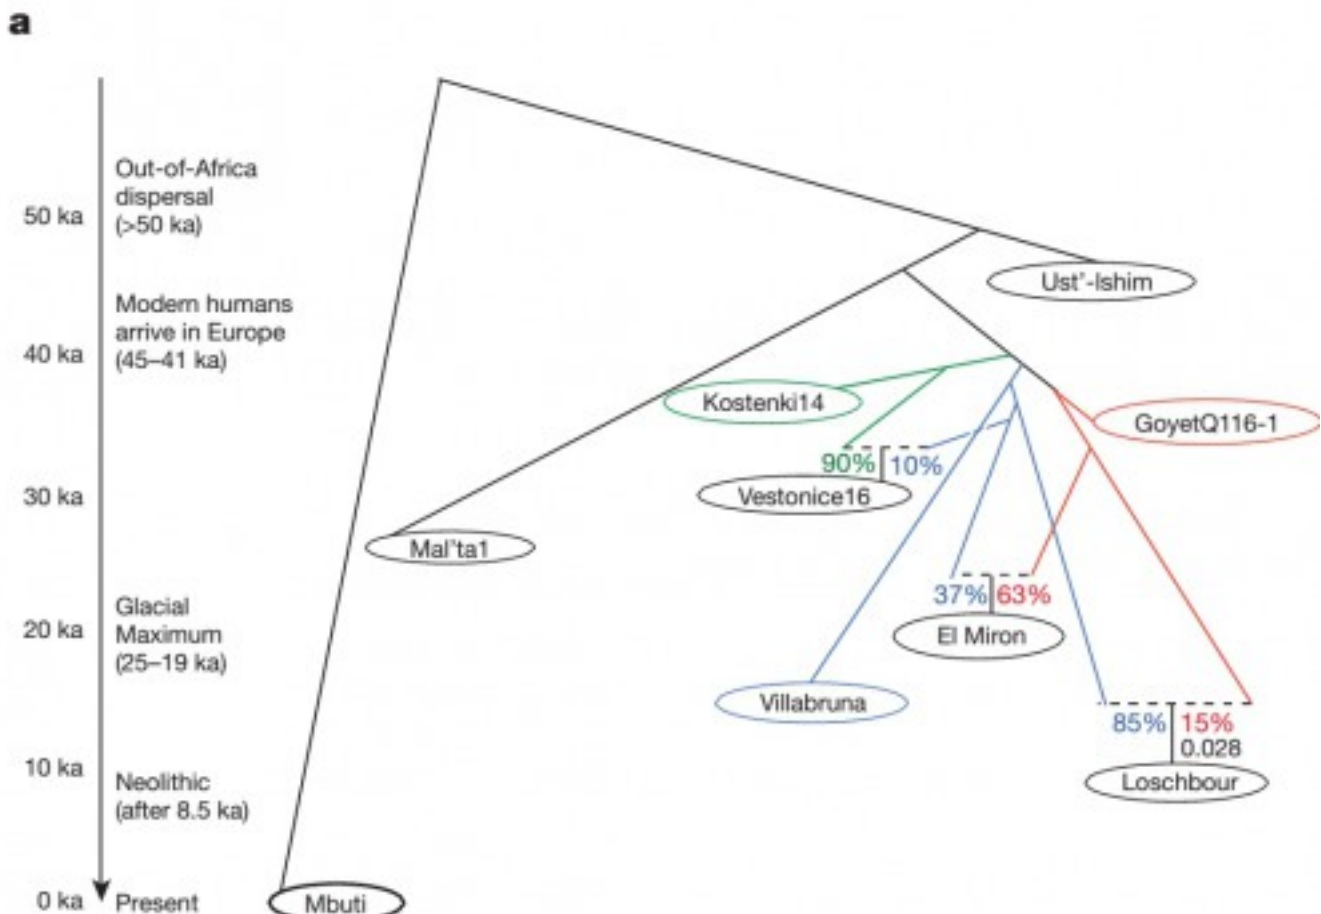 a
Out-of-Africa
dispersal
(>50 ka)
50 ka
Ust'-Ishim
Modern humans
arrive in Europe
(45–41 ka)
40 ka
Kostenki14
GoyetQ116-1
90% 10%
Vestonice16
30 ka
Mal'ta1
Glacial
Maximum
(25–19 ka)
20 ka
37% 63%
El Miron
Villabruna
85% 15%
0.028
Loschbour
10 ka
Neolithic
(after 8.5 ka)
0 ka
Present
Mbuti